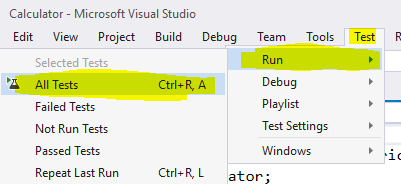 Calculator - Microsoft Visual Studio
Edit View Project Build Debug Team Tools Test
Selected Tests
All Tests Ctrl+R, A
Failed Tests
Not Run Tests
Passed Tests
Repeat Last Run Ctrl+R, L
Run
Debug
Playlist
Test Settings
Windows
ator;